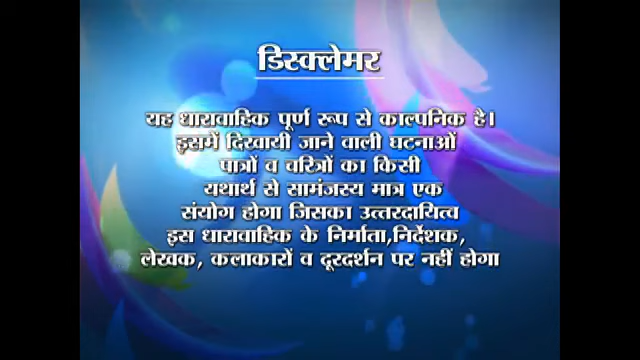 डिस्क्लेमर
यह धारावाहिक पूर्ण रूप से काल्पनिक है।
इसमें दिखायी जाने वाली घटनाओं
पात्रों व चरित्रों का किसी
यथार्थ से सामंजस्य मात्र एक
संयोग होगा जिसका उत्तरदायित्व
इस धारावाहिक के निर्माता,निर्देशक,
लेखक, कलाकारों व दूरदर्शन पर नहीं होगा